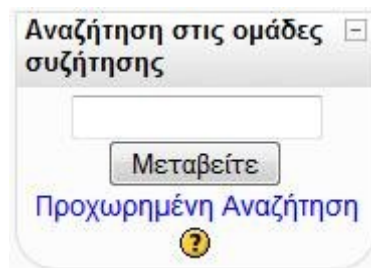 Αναζήτηση στις ομάδες
συζήτησης
Μεταβείτε
Προχωρημένη Αναζήτηση
?